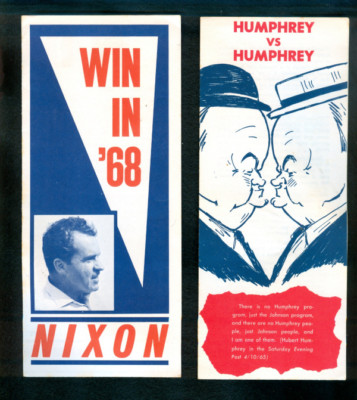 WIN
IN
'68
NIXON
HUMPHREY
VS
HUMPHREY
There is no Humphrey pro-
gram, just the Johnson program,
and there are no Humphrey peo-
ple, just Johnson people, and
I am one of them. (Hubert Hum-
phrey in the Saturday Evening
Post 4/10/65)